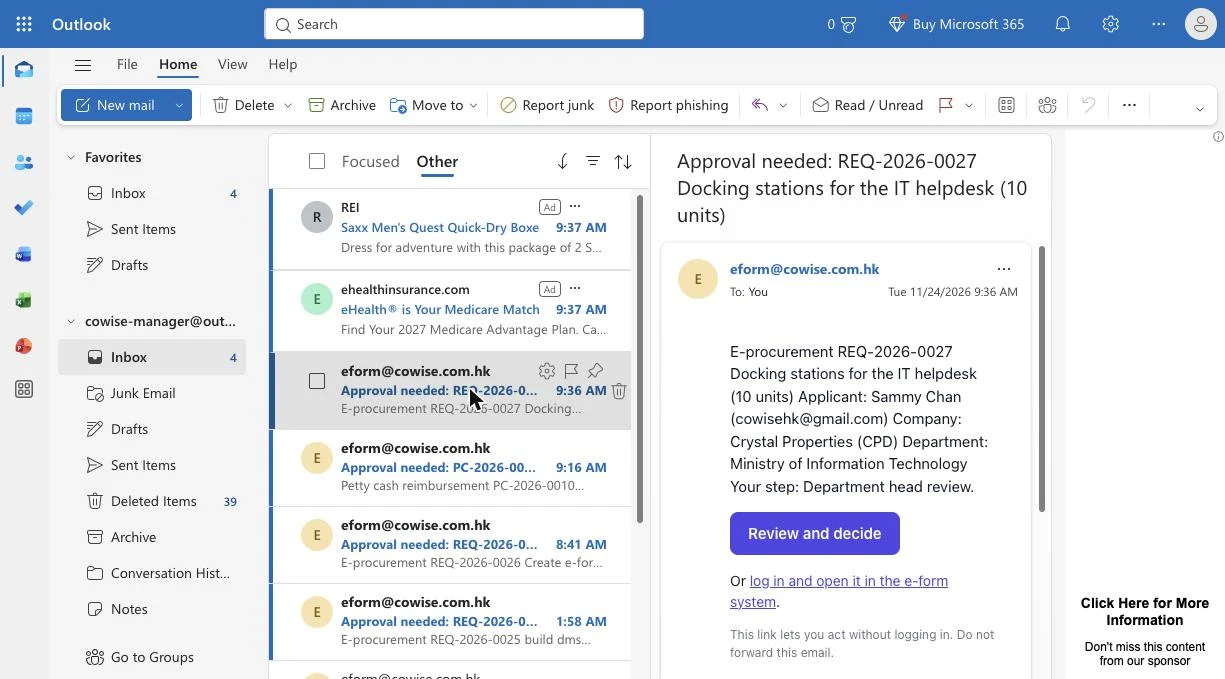 Outlook
Search
0
Buy Microsoft 365
File
Home
View
Help
New mail
Delete
Archive
Move to
Report junk
Report phishing
Read / Unread
Favorites
Inbox 4
Sent Items
Drafts
cowise-manager@out...
Inbox 4
Junk Email
Drafts
Sent Items
Deleted Items 39
Archive
Conversation Hist...
Notes
Go to Groups
Focused
Other
R
REI
Ad
Saxx Men's Quest Quick-Dry Boxe 9:37 AM
Dress for adventure with this package of 2 S...
E
ehealthinsurance.com
Ad
eHealth® is Your Medicare Match 9:37 AM
Find Your 2027 Medicare Advantage Plan. Ca...
eform@cowise.com.hk
Approval needed: REQ-2026-0... 9:36 AM
E-procurement REQ-2026-0027 Docking...
E
eform@cowise.com.hk
Approval needed: PC-2026-00... 9:16 AM
Petty cash reimbursement PC-2026-0010...
E
eform@cowise.com.hk
Approval needed: REQ-2026-0... 8:41 AM
E-procurement REQ-2026-0026 Create e-for...
E
eform@cowise.com.hk
Approval needed: REQ-2026-0... 1:58 AM
E-procurement REQ-2026-0025 build dms...
eform@cowise.com.hk
Approval needed: REQ-2026-0027
Docking stations for the IT helpdesk (10
units)
E
eform@cowise.com.hk
To: You
Tue 11/24/2026 9:36 AM
E-procurement REQ-2026-0027
Docking stations for the IT helpdesk
(10 units) Applicant: Sammy Chan
(cowisehk@gmail.com) Company:
Crystal Properties (CPD) Department:
Ministry of Information Technology
Your step: Department head review.
Review and decide
Or log in and open it in the e-form
system.
This link lets you act without logging in. Do not
forward this email.
Click Here for More
Information
Don't miss this content
from our sponsor